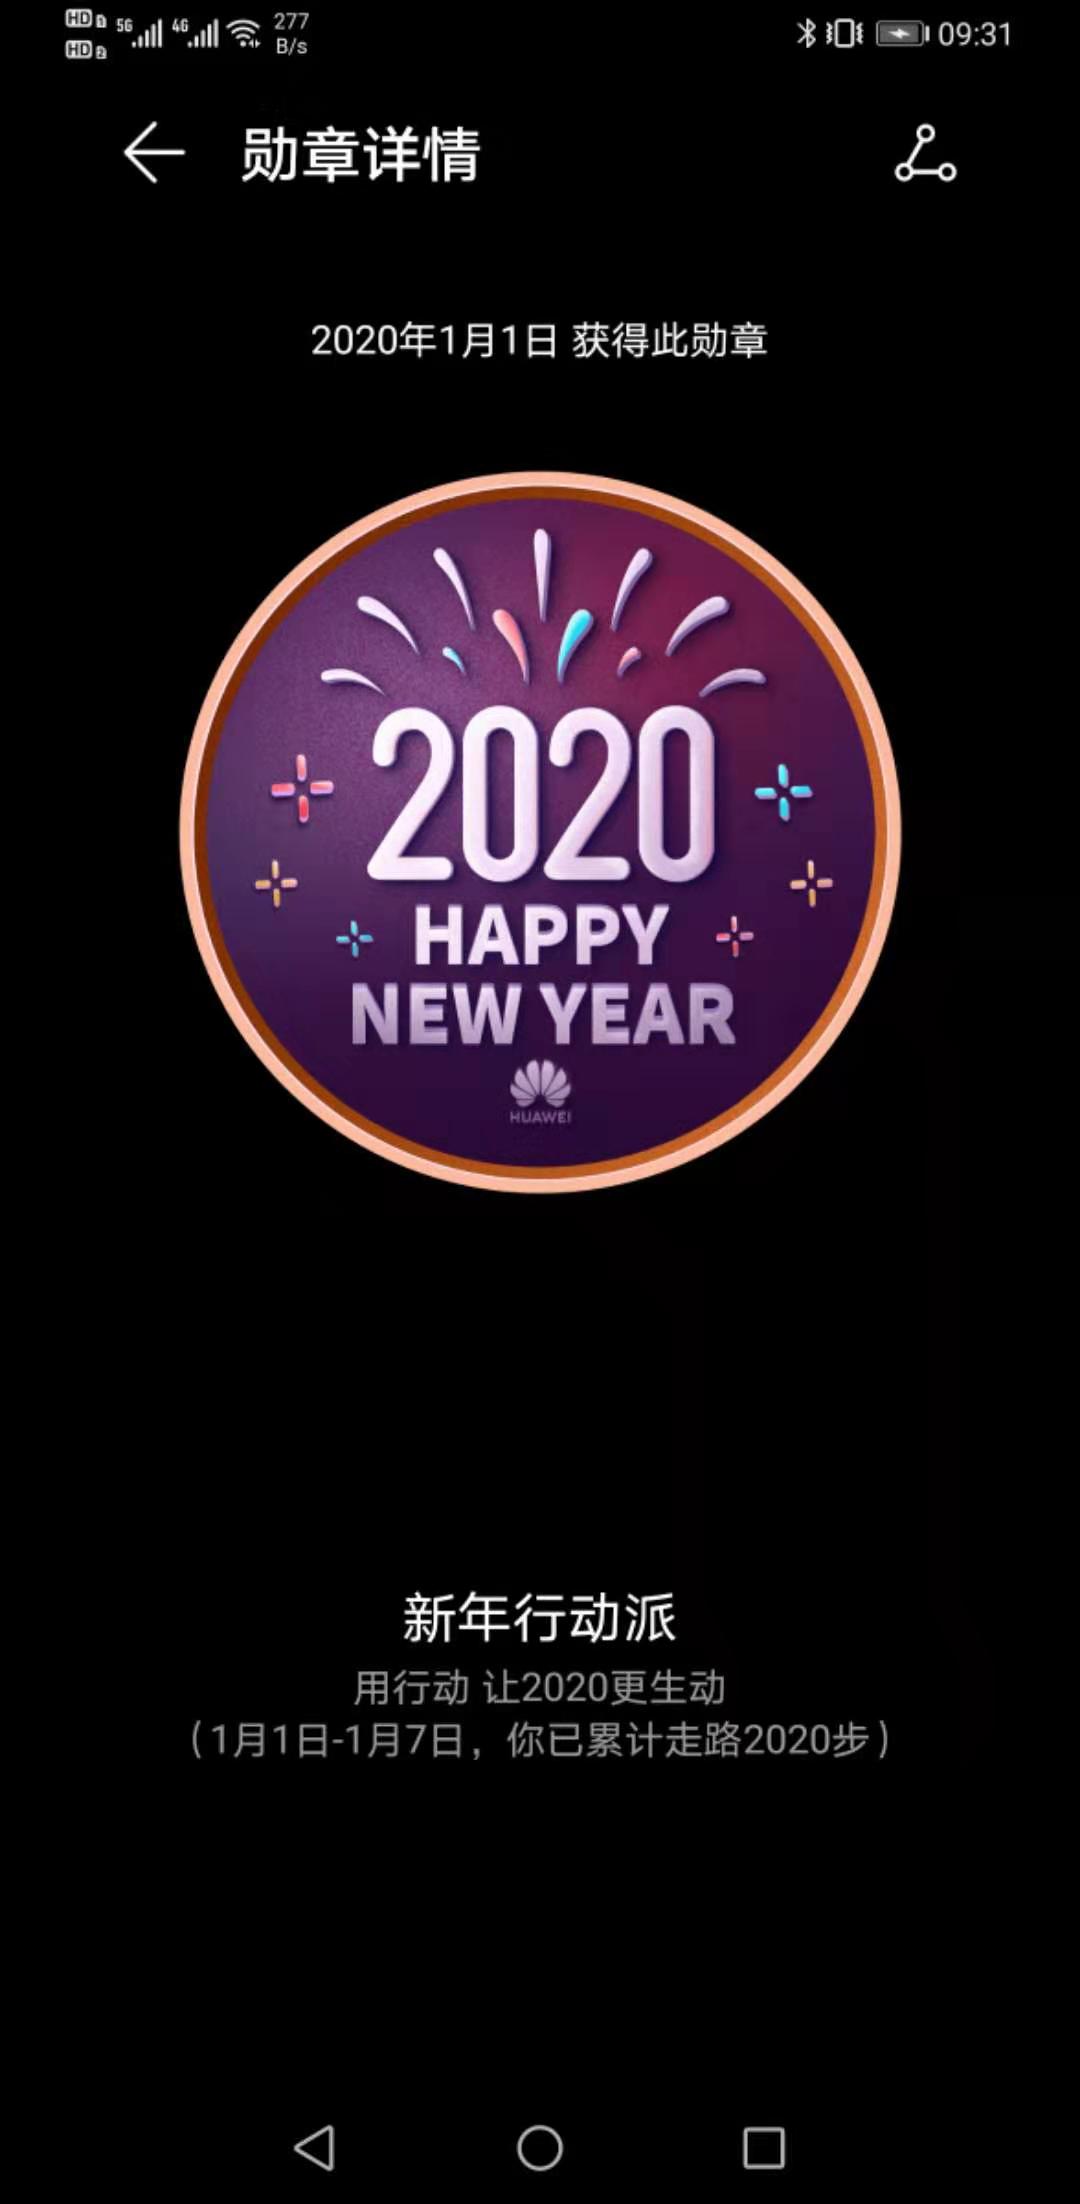 HD 1 5G 4G 277
HD 2 B/s
09:31
勋章详情
2020年1月1日 获得此勋章
2020
HAPPY
NEW YEAR
HUAWEI
新年行动派
用行动 让2020更生动
（1月1日-1月7日，你已累计走路2020步）